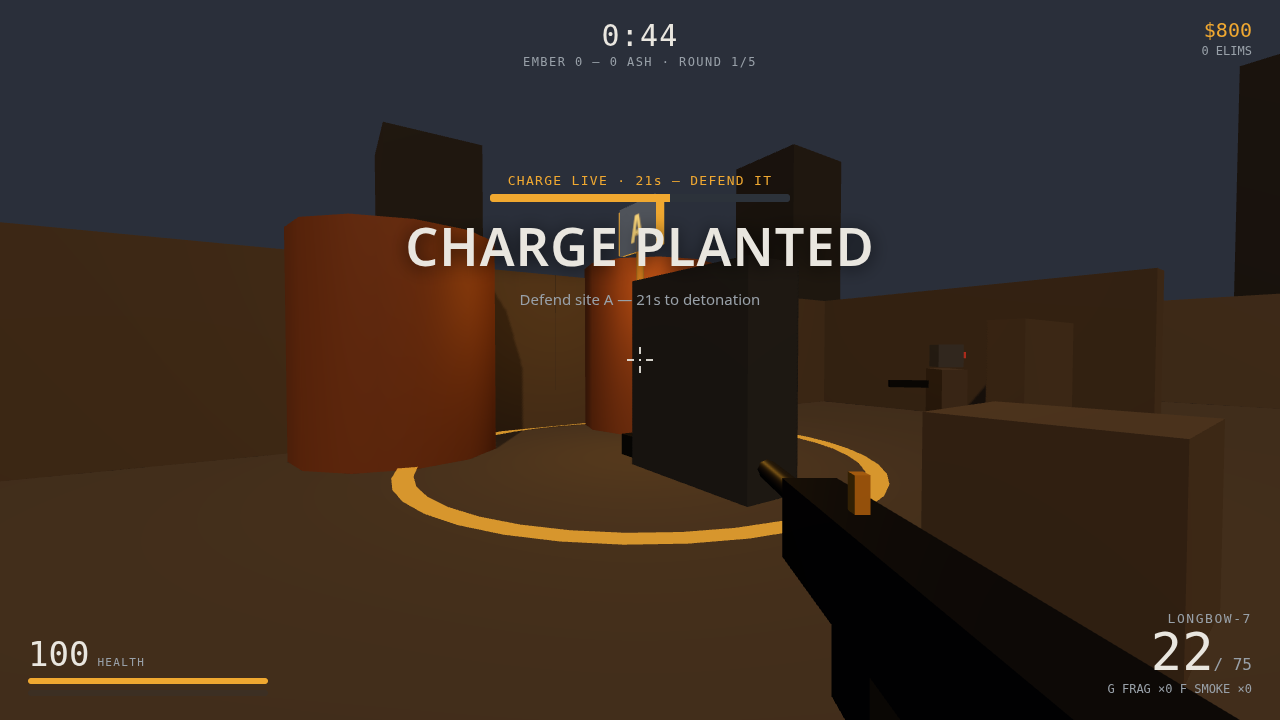 0:44
EMBER 0 — 0 ASH · ROUND 1/5
$800
0 ELIMS
CHARGE LIVE · 21s — DEFEND IT
A
CHARGE PLANTED
Defend site A — 21s to detonation
100 HEALTH
LONGBOW-7
22 / 75
G FRAG ×0 F SMOKE ×0